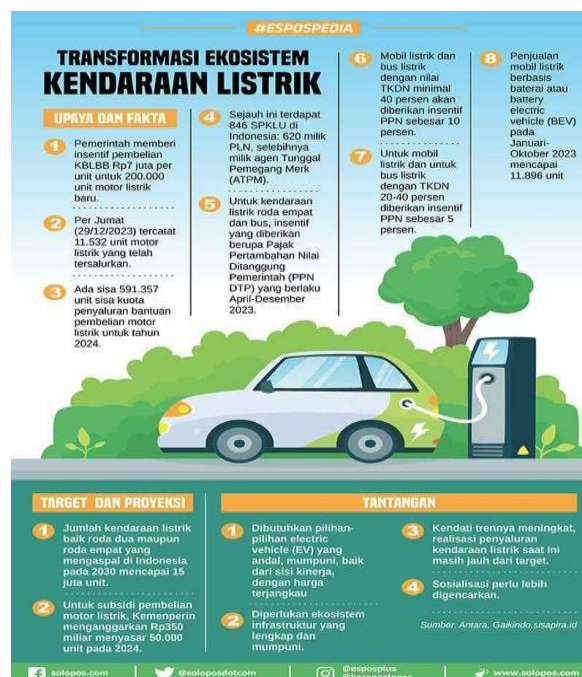 #ESPOSPEDIA
TRANSFORMASI EKOSISTEM
KENDARAAN LISTRIK
UPAYA DAN FAKTA
1
Pemerintah memberi
insentif pembelian
KBLBB Rp7 juta per
unit untuk 200.000
unit motor listrik
baru.
2
Per Jumat
(29/12/2023) tercatat
11.532 unit motor
listrik yang telah
tersalurkan.
3
Ada sisa 591.357
unit sisa kuota
penyaluran bantuan
pembelian motor
listrik untuk tahun
2024.
4
Sejauh ini terdapat
846 SPKLU di
Indonesia: 620 milik
PLN, selebihnya
milik agen Tunggal
Pemegang Merk
(ATPM).
5
Untuk kendaraan
listrik roda empat
dan bus, insentif
yang diberikan
berupa Pajak
Pertambahan Nilai
Ditanggung
Pemerintah (PPN
DTP) yang berlaku
April-Desember
2023.
6
Mobil listrik dan
bus listrik
dengan nilai
TKDN minimal
40 persen akan
diberikan insentif
PPN sebesar 10
persen.
7
Untuk mobil
listrik dan untuk
bus listrik
dengan TKDN
20-40 persen
diberikan insentif
PPN sebesar 5
persen.
8
Penjualan
mobil listrik
berbasis
baterai atau
battery
electric
vehicle (BEV)
pada
Januari-
Oktober 2023
mencapai
11.896 unit
TARGET DAN PROYEKSI
1
Jumlah kendaraan listrik
baik roda dua maupun
roda empat yang
mengaspal di Indonesia
pada 2030 mencapai 15
juta unit.
2
Untuk subsidi pembelian
motor listrik, Kemenperin
menganggarkan Rp350
miliar menyasar 50.000
unit pada 2024.
TANTANGAN
1
Dibutuhkan pilihan-
pilihan electric
vehicle (EV) yang
andal, mumpuni, baik
dari sisi kinerja,
dengan harga
terjangkau
2
Diperlukan ekosistem
infrastruktur yang
lengkap dan
mumpuni.
3
Kendati trennya meningkat,
realisasi penyaluran
kendaraan listrik saat ini
masih jauh dari target.
4
Sosialisasi perlu lebih
digencarkan.
Sumber: Antara, Gaikindo,sisapira.id
solopos.com
@soloposdotcom
@esposplus
www.solopos.com